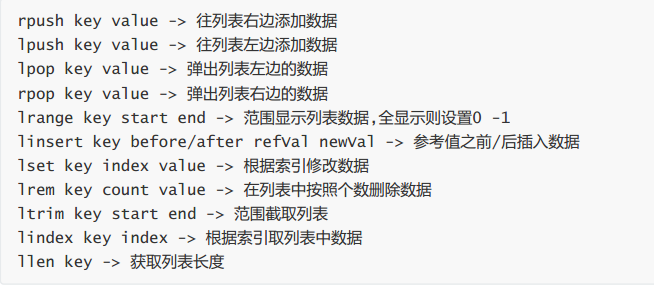 rpush key value -> 往列表右边添加数据
lpush key value -> 往列表左边添加数据
lpop key value -> 弹出列表左边的数据
rpop key value -> 弹出列表右边的数据
lrange key start end -> 范围显示列表数据,全显示则设置0 -1
linsert key before/after refVal newVal -> 参考值之前/后插入数据
lset key index value -> 根据索引修改数据
lrem key count value -> 在列表中按照个数删除数据
ltrim key start end -> 范围截取列表
lindex key index -> 根据索引取列表中数据
llen key -> 获取列表长度